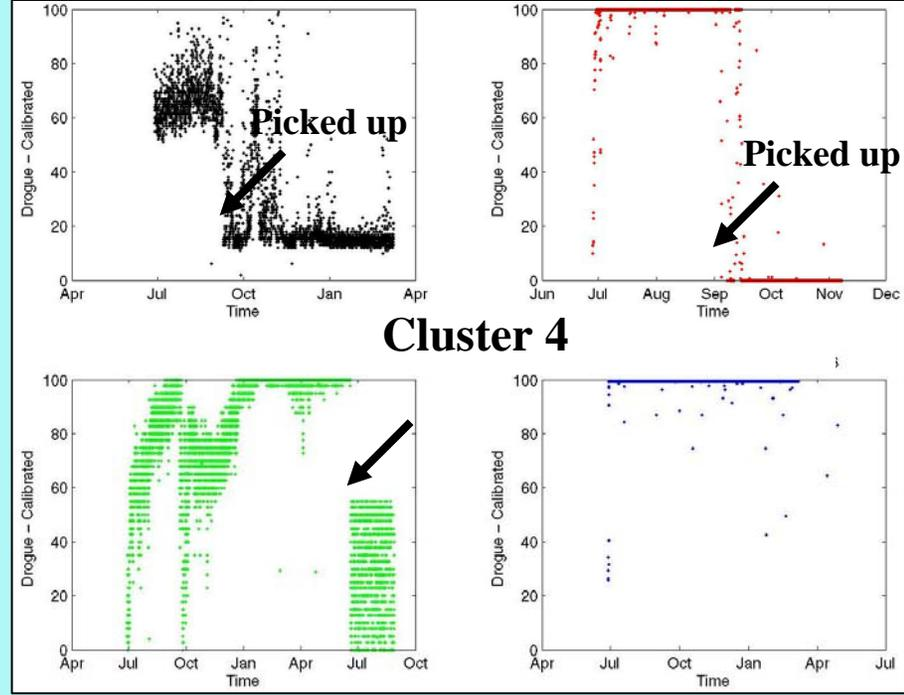 100
80
60
40
20
0
Drogue – Calibrated
Picked up
Apr Jul Oct Jan Apr
Time
100
80
60
40
20
0
Drogue – Calibrated
Picked up
Jun Jul Aug Sep Oct Nov Dec
Time
Cluster 4
100
80
60
40
20
0
Drogue – Calibrated
Apr Jul Oct Jan Apr Jul Oct
Time
100
80
60
40
20
0
Drogue – Calibrated
Apr Jul Oct Jan Apr Jul
Time